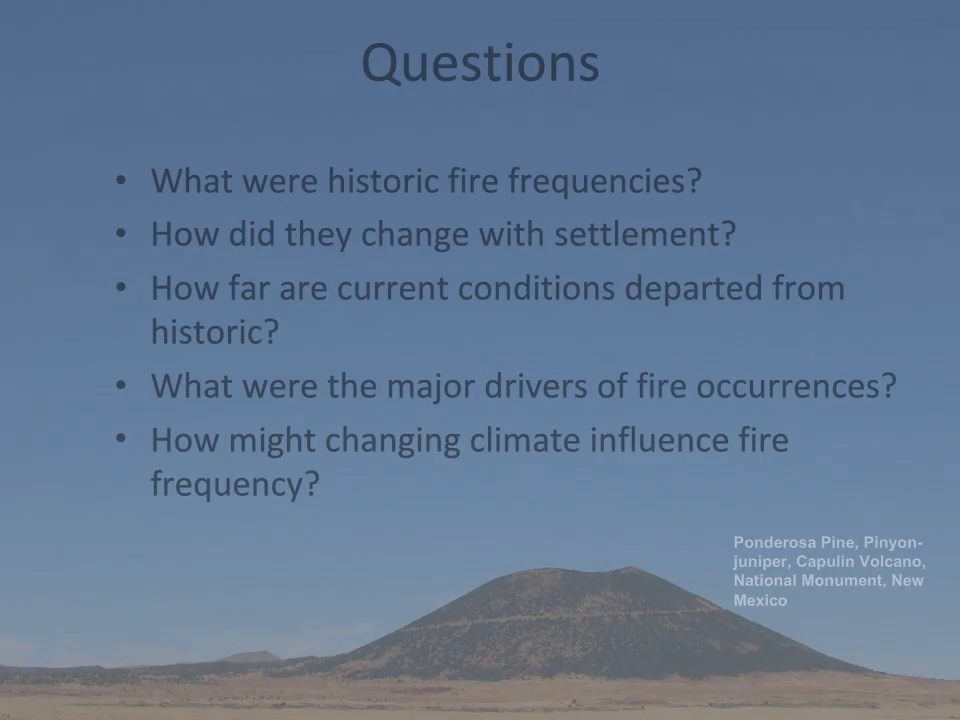 Questions
• What were historic fire frequencies?
• How did they change with settlement?
• How far are current conditions departed from
historic?
• What were the major drivers of fire occurrences?
• How might changing climate influence fire
frequency?
Ponderosa Pine, Pinyon-
juniper, Capulin Volcano,
National Monument, New
Mexico